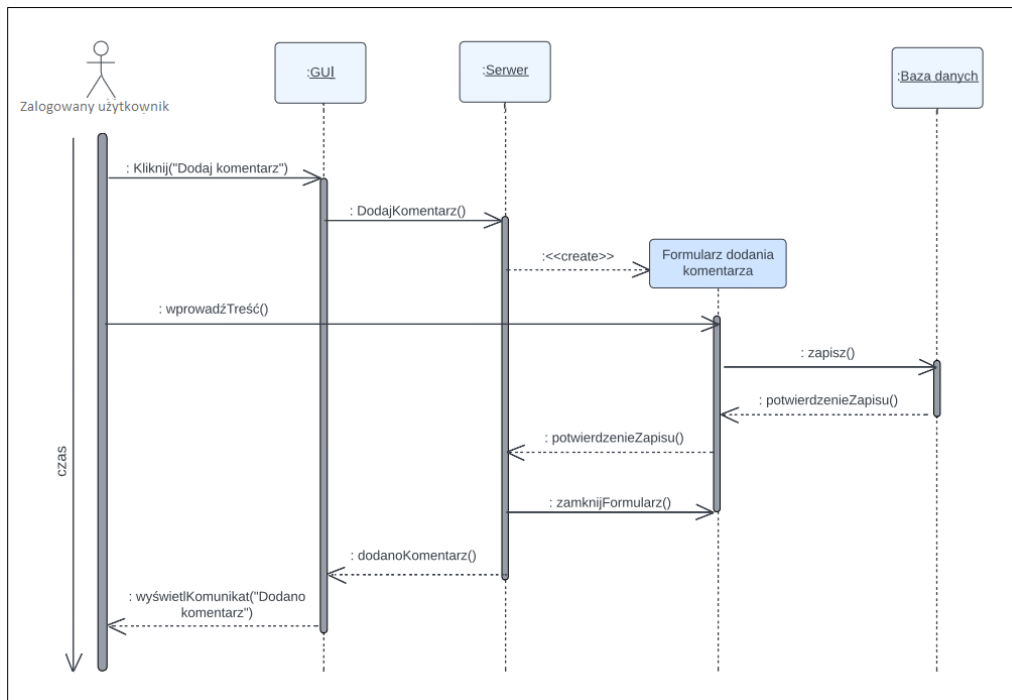 :GUI
:Serwer
:Baza danych
Zalogowany użytkownik
: Kliknij("Dodaj komentarz")
: DodajKomentarz()
:<<create>>
Formularz dodania
komentarza
: wprowadźTreść()
: zapisz()
: potwierdzenieZapisu()
: potwierdzenieZapisu()
czas
: zamknijFormularz()
: dodanoKomentarz()
: wyświetlKomunikat("Dodano
komentarz")